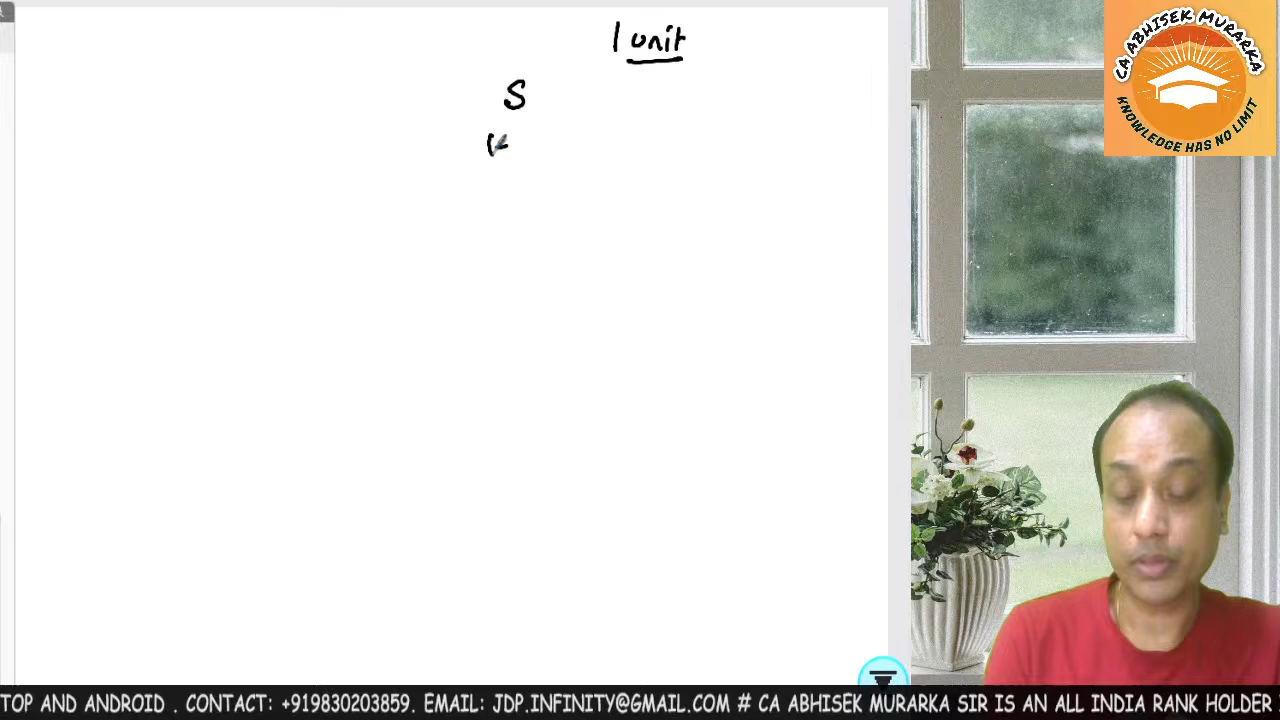 1 unit
S
CA ABHISEK MURARKA
KNOWLEDGE HAS NO LIMIT
TOP AND ANDROID . CONTACT: +919830203859. EMAIL: JDP.INFINITY@GMAIL.COM # CA ABHISEK MURARKA SIR IS AN ALL INDIA RANK HOLDER